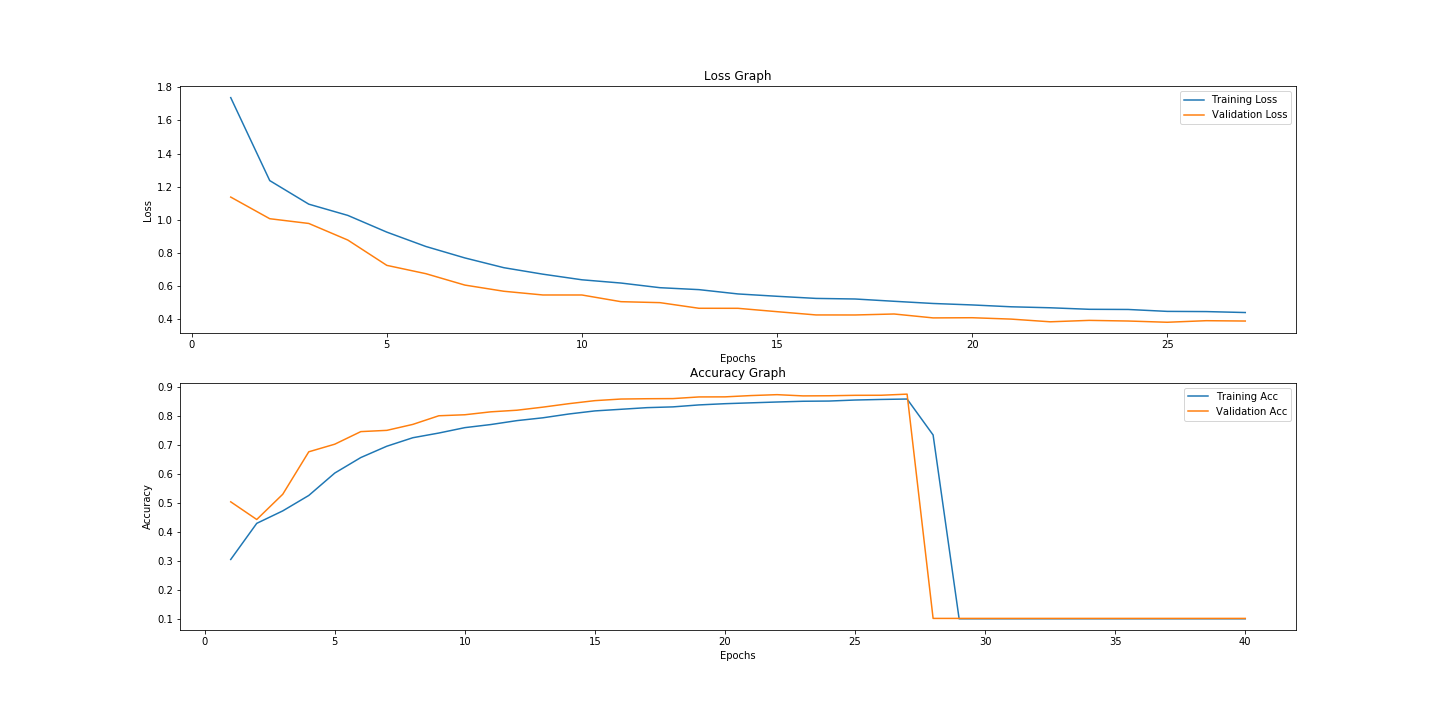 Loss Graph
1.8
1.6
1.4
1.2
1.0
0.8
0.6
0.4
Loss
Training Loss
Validation Loss
0 5 10 15 20 25
Epochs
Accuracy Graph
0.9
0.8
0.7
0.6
0.5
0.4
0.3
0.2
0.1
Accuracy
Training Acc
Validation Acc
0 5 10 15 20 25 30 35 40
Epochs